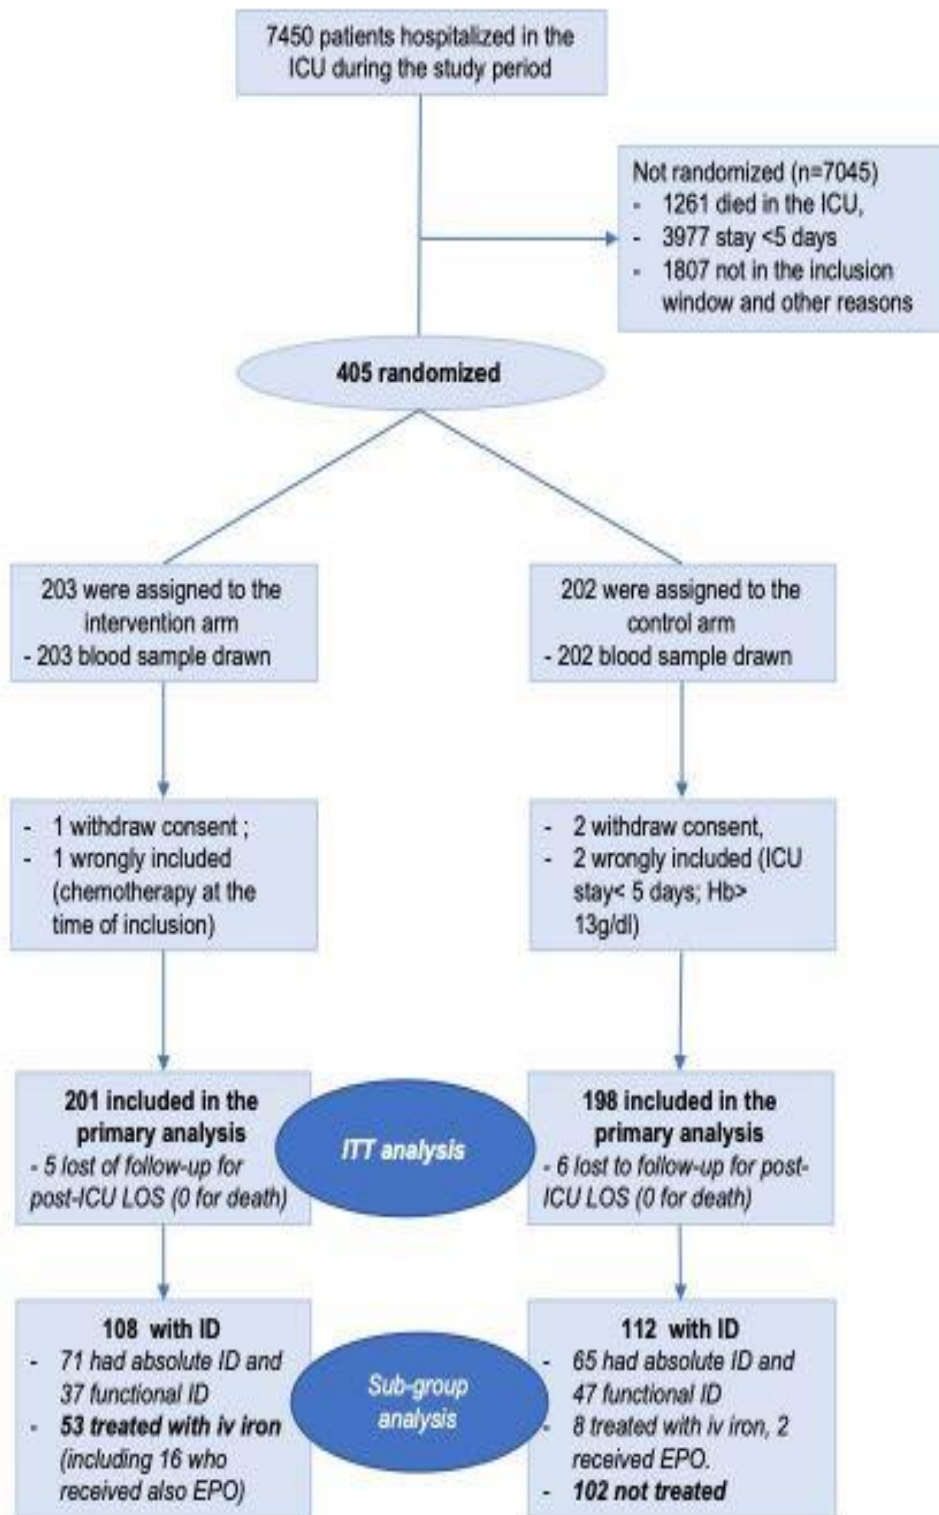 7450 patients hospitalized in the
ICU during the study period
Not randomized (n=7045)
- 1261 died in the ICU,
- 3977 stay <5 days
- 1807 not in the inclusion
window and other reasons
405 randomized
203 were assigned to the
intervention arm
- 203 blood sample drawn
202 were assigned to the
control arm
- 202 blood sample drawn
- 1 withdraw consent ;
- 1 wrongly included
(chemotherapy at the
time of inclusion)
- 2 withdraw consent,
- 2 wrongly included (ICU
stay< 5 days; Hb>
13g/dl)
201 included in the
primary analysis
- 5 lost of follow-up for
post-ICU LOS (0 for death)
ITT analysis
198 included in the
primary analysis
- 6 lost to follow-up for post-
ICU LOS (0 for death)
108 with ID
- 71 had absolute ID and
37 functional ID
- 53 treated with iv iron
(including 16 who
received also EPO)
Sub-group
analysis
112 with ID
- 65 had absolute ID and
47 functional ID
- 8 treated with iv iron, 2
received EPO.
- 102 not treated